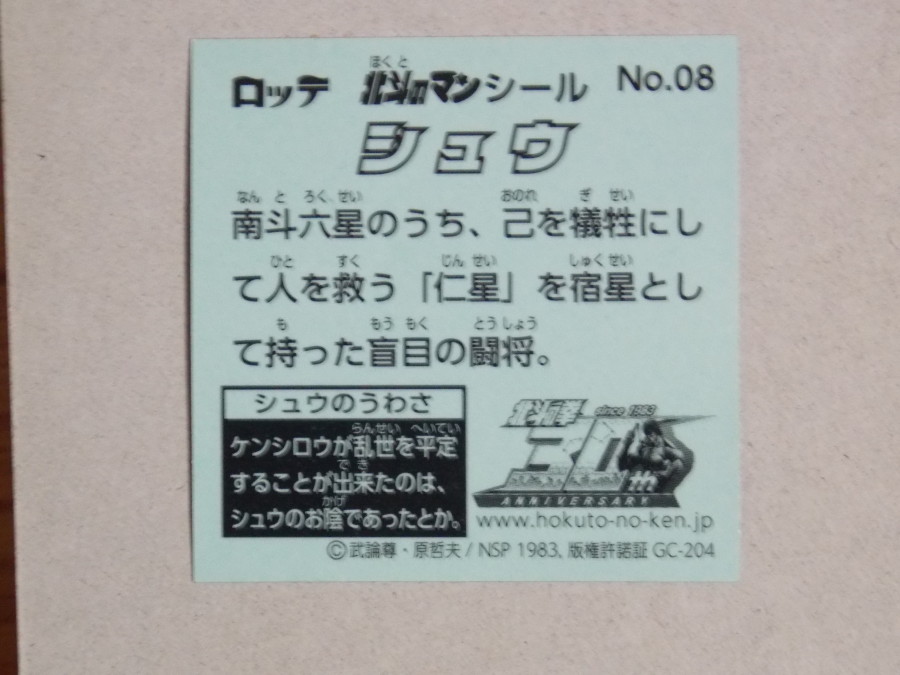 ロッテ 北斗のマンシール No.08
シュウ
南斗六星のうち、己を犠牲にし
て人を救う「仁星」を宿星とし
て持った盲目の闘将。
シュウのうわさ
ケンシロウが乱世を平定
することが出来たのは、
シュウのお陰であったとか。
北斗の拳 since 1983
30th
ANNIVERSARY
www.hokuto-no-ken.jp
©武論尊・原哲夫 / NSP 1983, 版権許諾証 GC-204